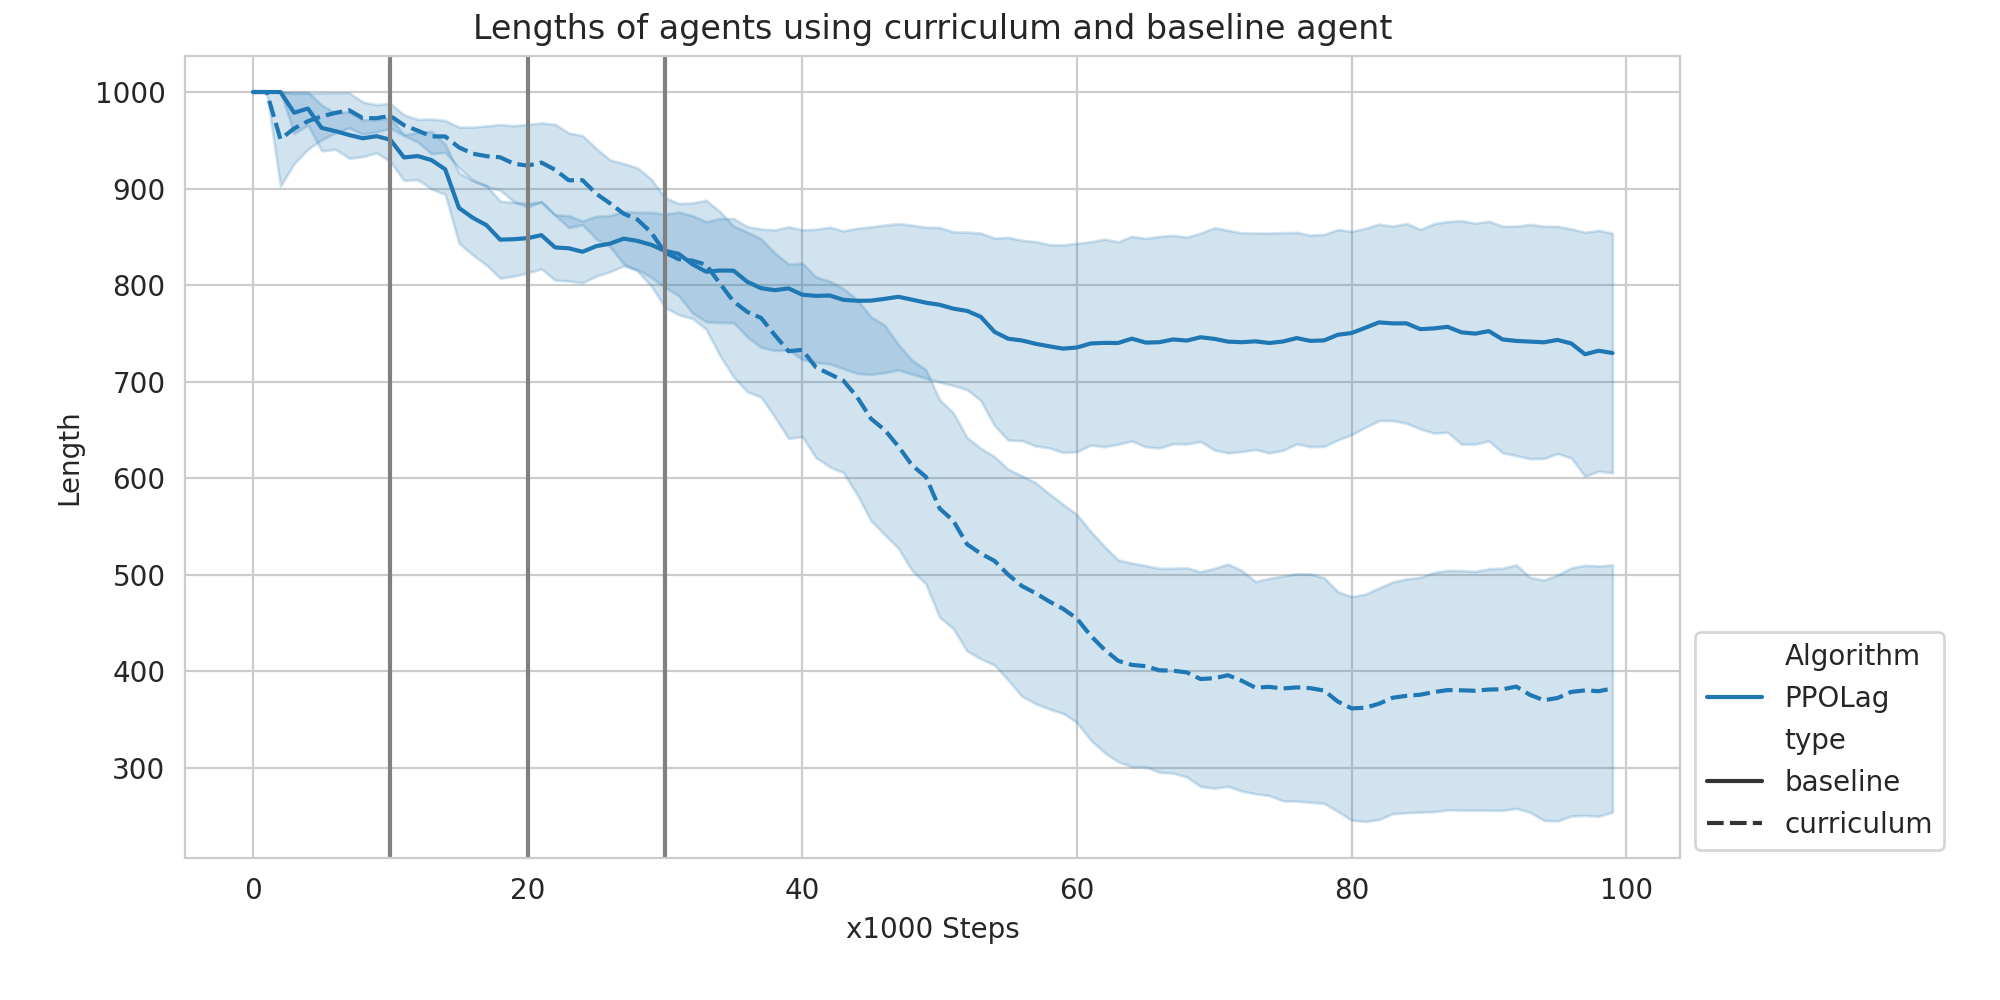 Lengths of agents using curriculum and baseline agent
1000
900
800
700
600
500
400
300
Length
0 20 40 60 80 100
x1000 Steps
Algorithm
PPOLag
type
baseline
curriculum